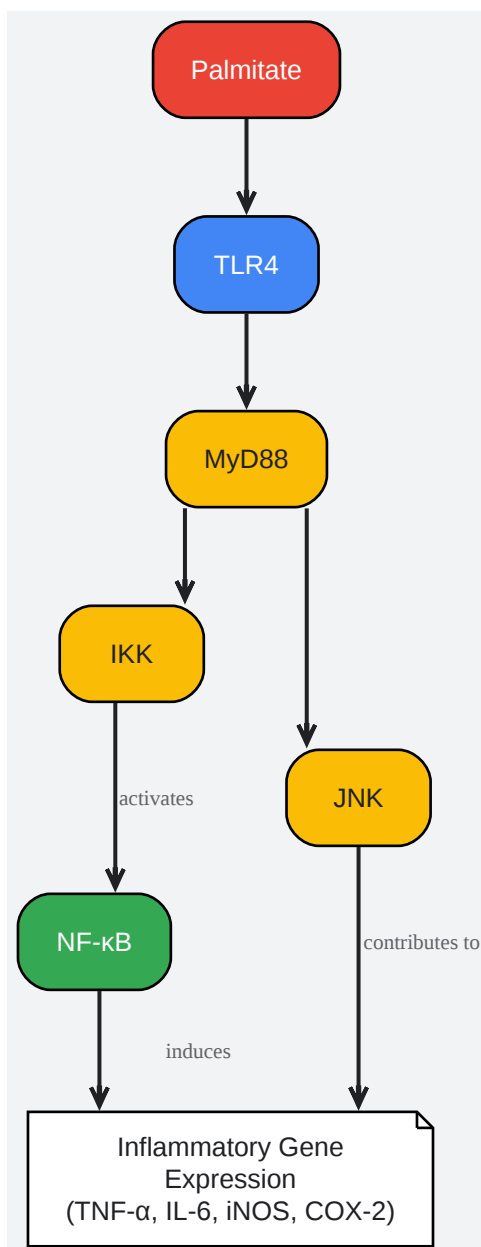 Palmitate
TLR4
MyD88
IKK
activates
JNK
NF-κB
contributes to
induces
Inflammatory Gene
Expression
(TNF-α, IL-6, iNOS, COX-2)